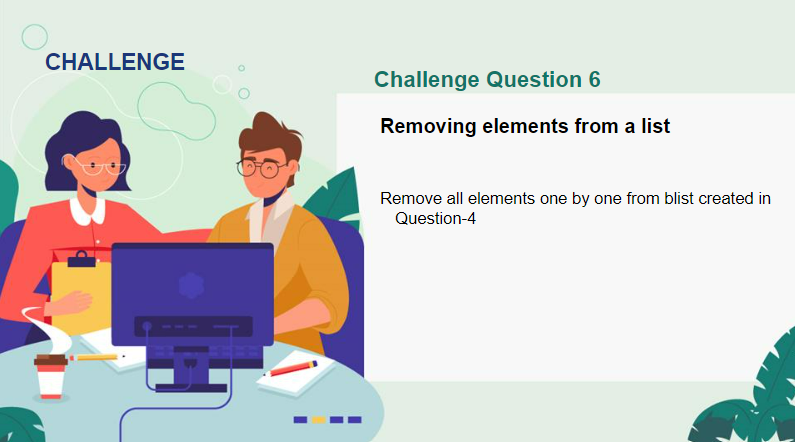 CHALLENGE
Challenge Question 6
Removing elements from a list
Remove all elements one by one from blist created in
Question-4